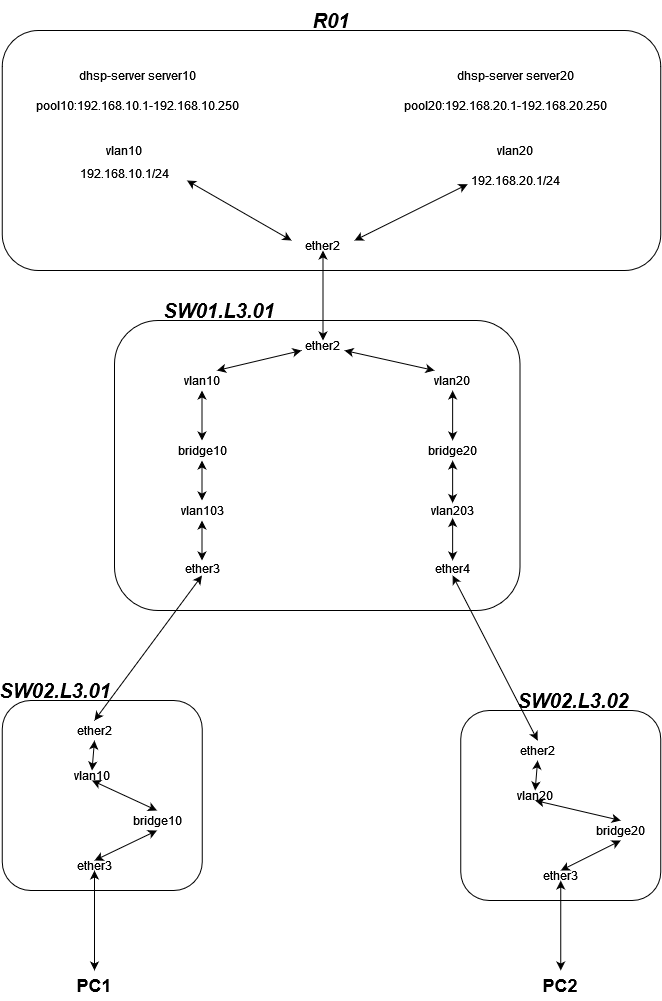 R01
dhsp-server server10
dhsp-server server20
pool10:192.168.10.1-192.168.10.250
pool20:192.168.20.1-192.168.20.250
vlan10
vlan20
192.168.10.1/24
192.168.20.1/24
ether2
SW01.L3.01
ether2
vlan10
vlan20
bridge10
bridge20
vlan103
vlan203
ether3
ether4
SW02.L3.01
SW02.L3.02
ether2
ether2
vlan10
vlan20
bridge10
bridge20
ether3
ether3
PC1
PC2